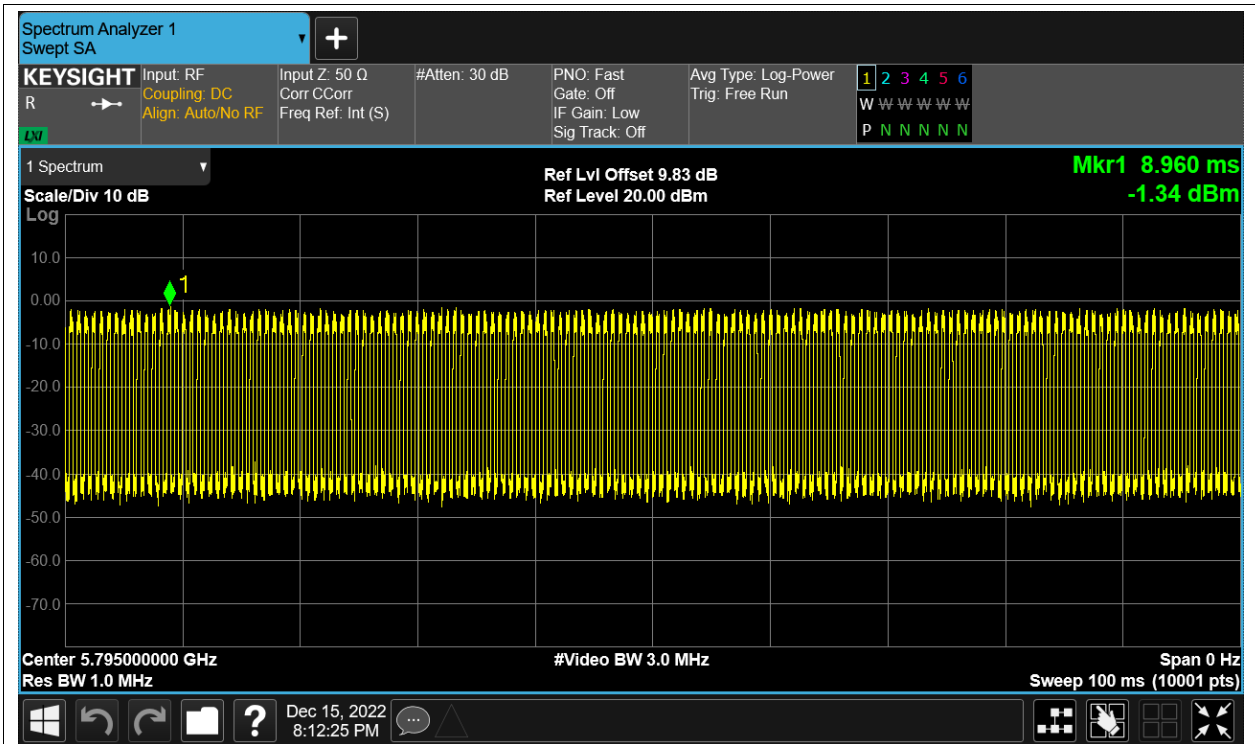 Spectrum Analyzer 1
Swept SA
KEYSIGHT
R
LXI
Input: RF
Coupling: DC
Align: Auto/No RF
Input Z: 50 Ω
Corr CCorr
Freq Ref: Int (S)
#Atten: 30 dB
PNO: Fast
Gate: Off
IF Gain: Low
Sig Track: Off
Avg Type: Log-Power
Trig: Free Run
1 2 3 4 5 6
W W W W W W
P N N N N N
1 Spectrum
Scale/Div 10 dB
Log
Ref Lvl Offset 9.83 dB
Ref Level 20.00 dBm
Mkr1 8.960 ms
-1.34 dBm
10.0
0.00
-10.0
-20.0
-30.0
-40.0
-50.0
-60.0
-70.0
1
Center 5.795000000 GHz
Res BW 1.0 MHz
#Video BW 3.0 MHz
Span 0 Hz
Sweep 100 ms (10001 pts)
?
Dec 15, 2022
8:12:25 PM